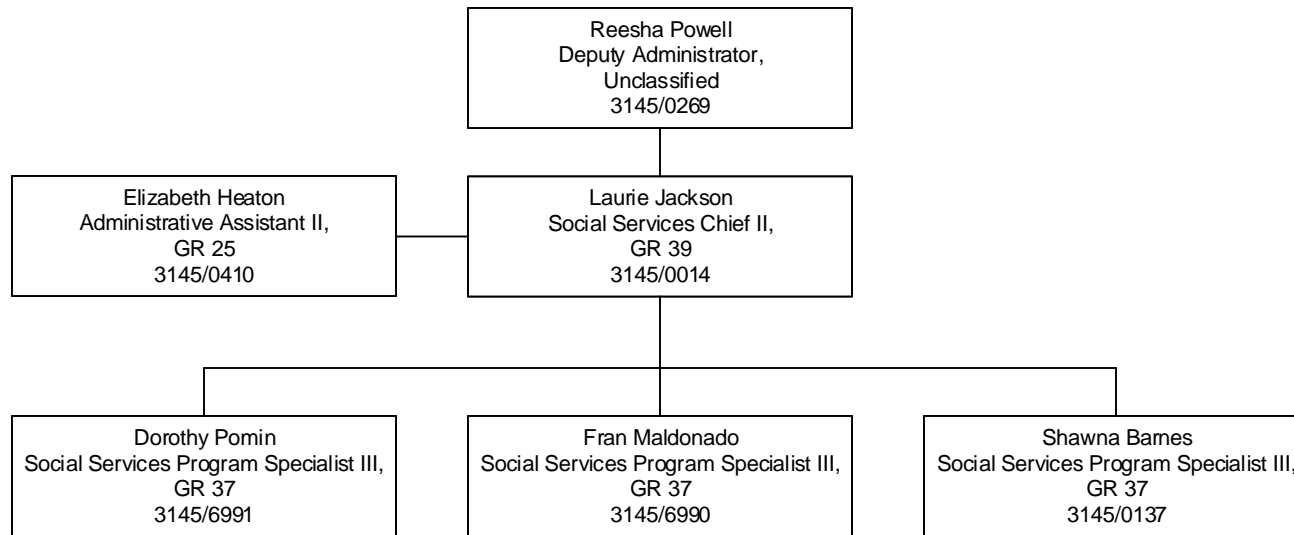 Reesha Powell
Deputy Administrator,
Unclassified
3145/0269
Elizabeth Heaton
Administrative Assistant II,
GR 25
3145/0410
Laurie Jackson
Social Services Chief II,
GR 39
3145/0014
Dorothy Pomin
Social Services Program Specialist III,
GR 37
3145/6991
Fran Maldonado
Social Services Program Specialist III,
GR 37
3145/6990
Shawna Barnes
Social Services Program Specialist III,
GR 37
3145/0137